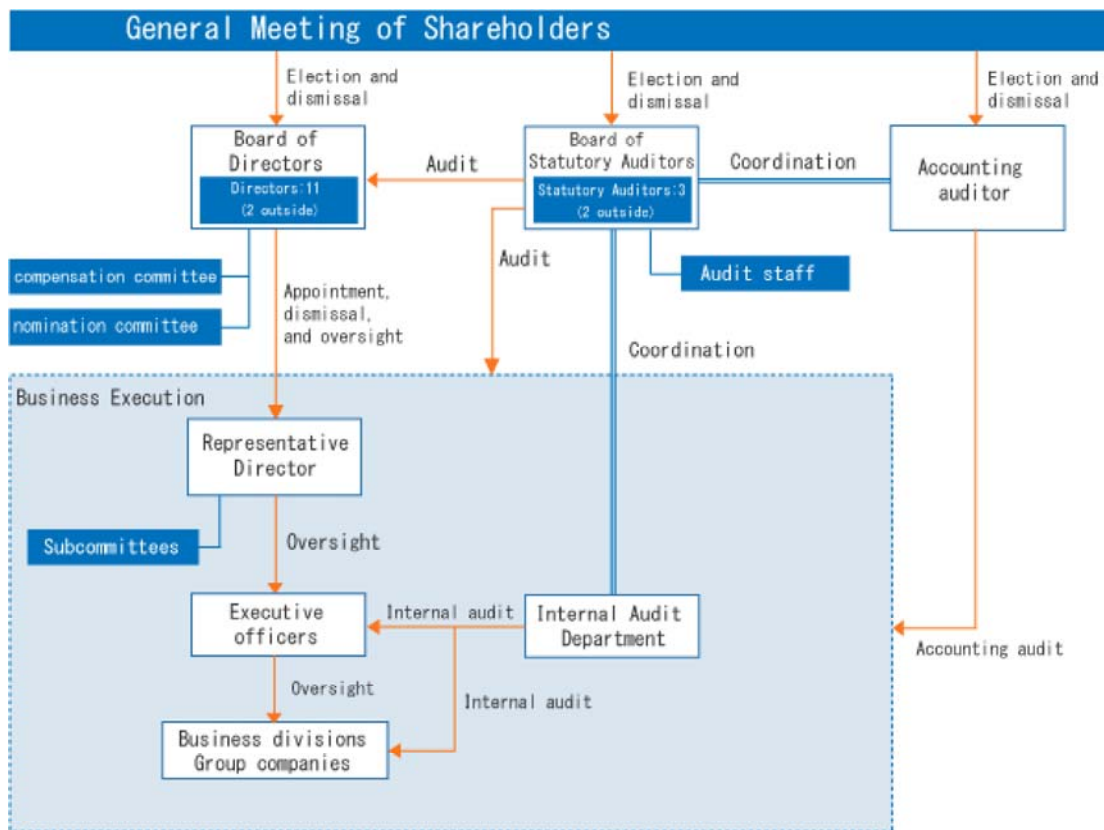 General Meeting of Shareholders
Election and
dismissal
Election and
dismissal
Election and
dismissal
Board of
Directors
Directors:11
(2 outside)
Audit
Board of
Statutory Auditors
Statutory Auditors:3
(2 outside)
Coordination
Accounting
auditor
compensation committee
nomination committee
Appointment,
dismissal,
and oversight
Audit
Audit staff
Coordination
Business Execution
Representative
Director
Subcommittees
Oversight
Executive
officers
Internal audit
Internal Audit
Department
Accounting audit
Oversight
Internal audit
Business divisions
Group companies